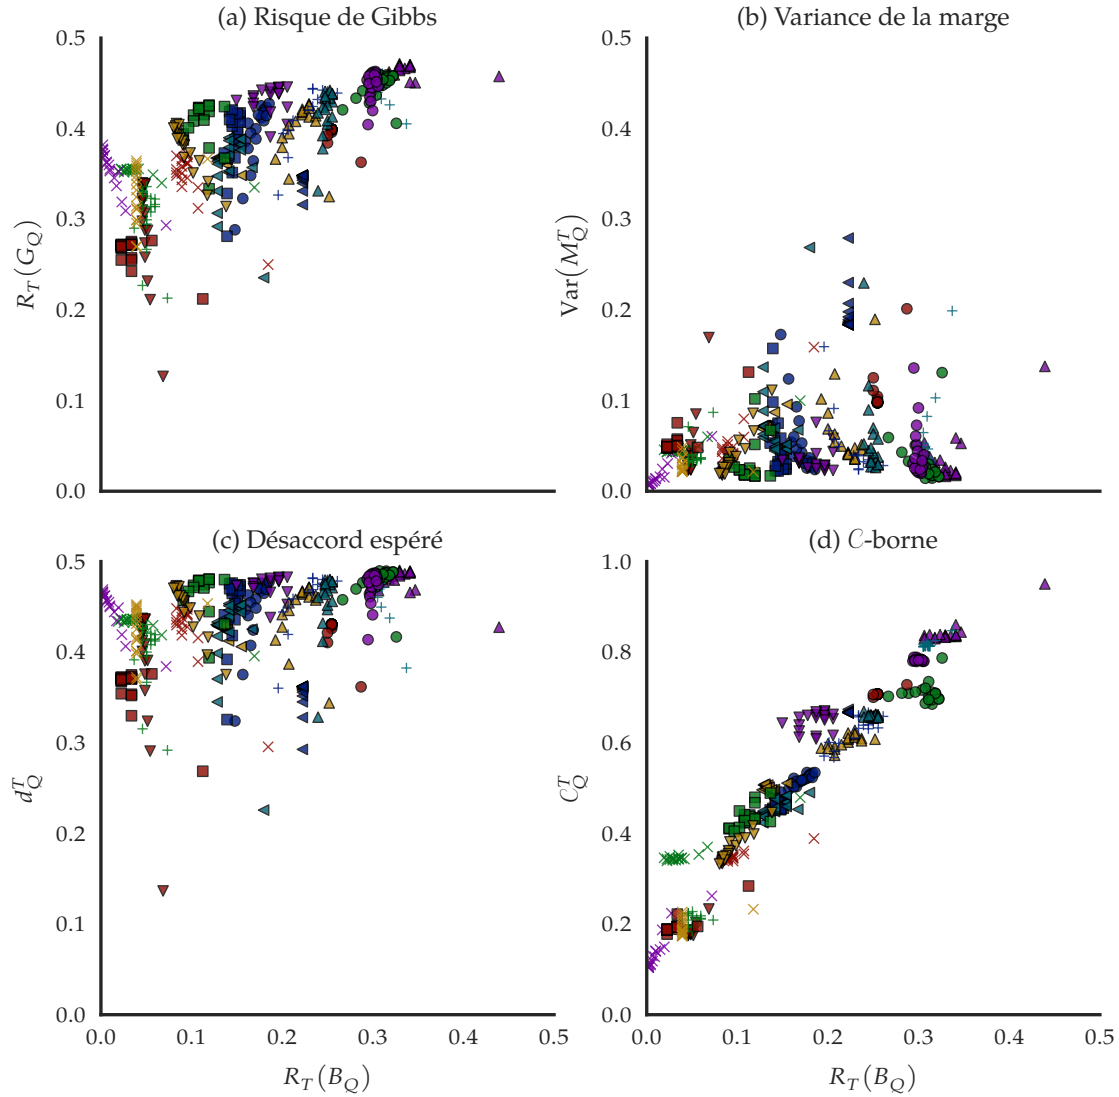 (a) Risque de Gibbs
(b) Variance de la marge
0.5
0.4
0.3
0.2
0.1
0.0
R_T(G_Q)
0.5
0.4
0.3
0.2
0.1
0.0
Var(M_Q^T)
(c) Désaccord espéré
(d) C-borne
0.5
0.4
0.3
0.2
0.1
0.0
d_Q^T
0.0 0.1 0.2 0.3 0.4 0.5
R_T(B_Q)
1.0
0.8
0.6
0.4
0.2
0.0
C_Q^T
0.0 0.1 0.2 0.3 0.4 0.5
R_T(B_Q)